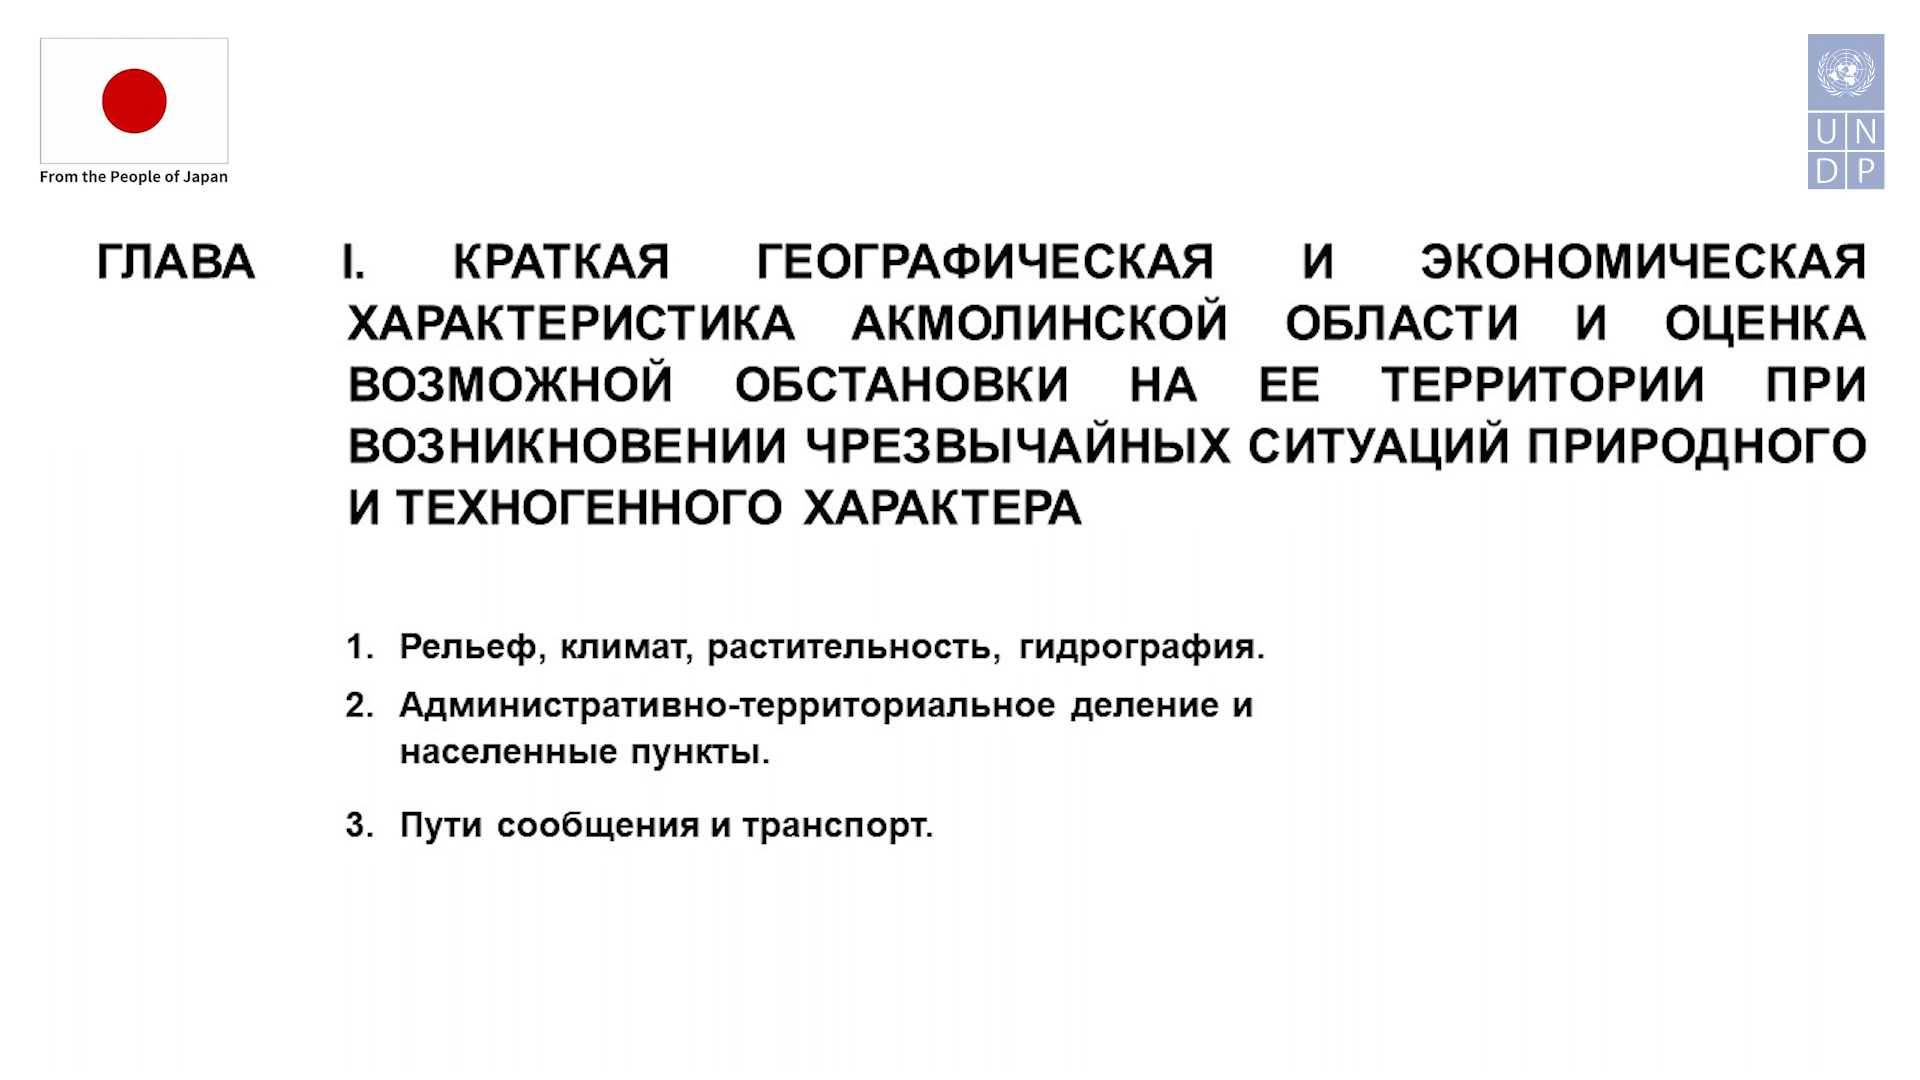 From the People of Japan
U N
D P
ГЛАВА I. КРАТКАЯ ГЕОГРАФИЧЕСКАЯ И ЭКОНОМИЧЕСКАЯ
ХАРАКТЕРИСТИКА АКМОЛИНСКОЙ ОБЛАСТИ И ОЦЕНКА
ВОЗМОЖНОЙ ОБСТАНОВКИ НА ЕЕ ТЕРРИТОРИИ ПРИ
ВОЗНИКНОВЕНИИ ЧРЕЗВЫЧАЙНЫХ СИТУАЦИЙ ПРИРОДНОГО
И ТЕХНОГЕННОГО ХАРАКТЕРА
1. Рельеф, климат, растительность, гидрография.
2. Административно-территориальное деление и
населенные пункты.
3. Пути сообщения и транспорт.